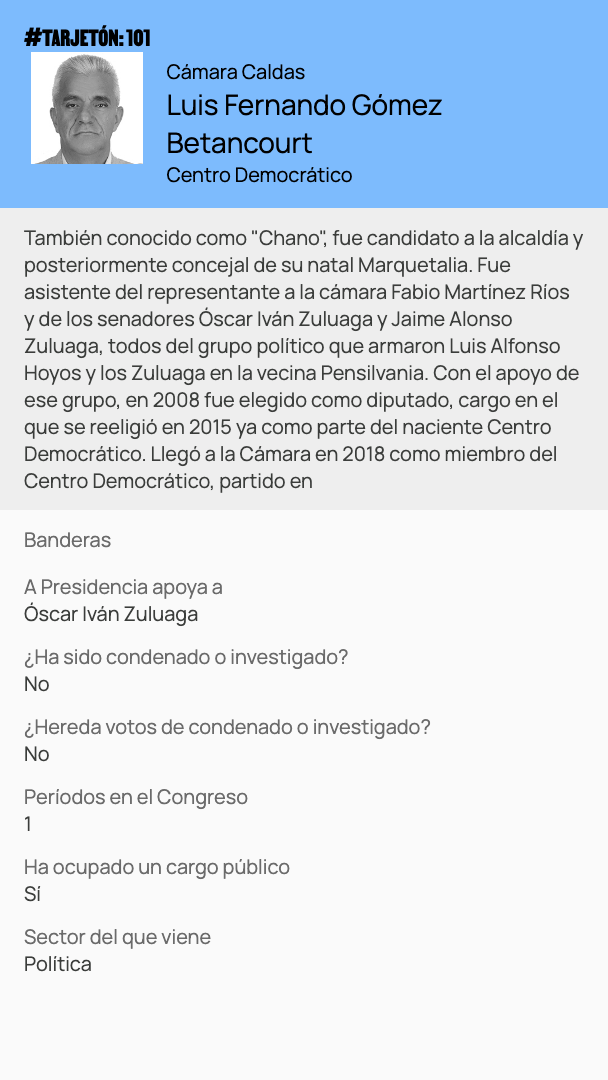 #TARJETÓN: 101
Cámara Caldas
Luis Fernando Gómez
Betancourt
Centro Democrático
También conocido como "Chano", fue candidato a la alcaldía y
posteriormente concejal de su natal Marquetalia. Fue
asistente del representante a la cámara Fabio Martínez Ríos
y de los senadores Óscar Iván Zuluaga y Jaime Alonso
Zuluaga, todos del grupo político que armaron Luis Alfonso
Hoyos y los Zuluaga en la vecina Pensilvania. Con el apoyo de
ese grupo, en 2008 fue elegido como diputado, cargo en el
que se reeligió en 2015 ya como parte del naciente Centro
Democrático. Llegó a la Cámara en 2018 como miembro del
Centro Democrático, partido en
Banderas
A Presidencia apoya a
Óscar Iván Zuluaga
¿Ha sido condenado o investigado?
No
¿Hereda votos de condenado o investigado?
No
Períodos en el Congreso
1
Ha ocupado un cargo público
Sí
Sector del que viene
Política